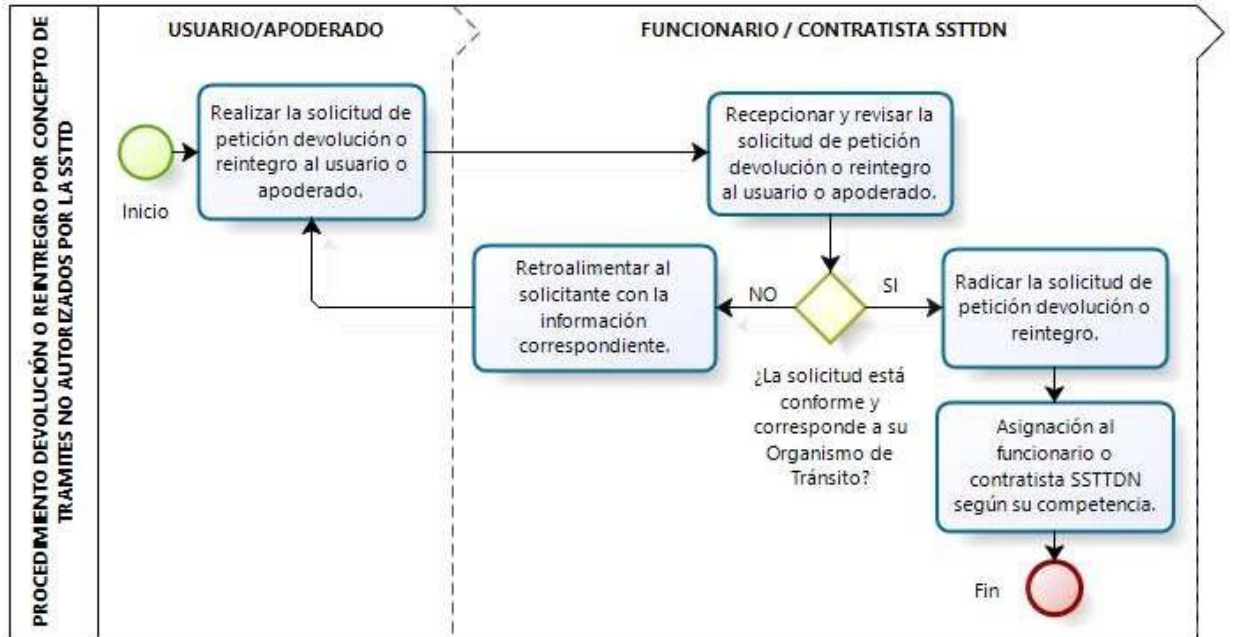 PROCEDIMIENTO DEVOLUCIÓN O REINTREGRO POR CONCEPTO DE
TRAMITES NO AUTORIZADOS POR LA SSTTD
USUARIO/APODERADO
FUNCIONARIO / CONTRATISTA SSTTDN
Inicio
Realizar la solicitud de
petición devolución o
reintegro al usuario o
apoderado.
Recepcionar y revisar la
solicitud de petición
devolución o reintegro
al usuario o apoderado.
Retroalimentar al
solicitante con la
información
correspondiente.
NO
SI
¿La solicitud está
conforme y
corresponde a su
Organismo de
Tránsito?
Radicar la solicitud de
petición devolución o
reintegro.
Asignación al
funcionario o
contratista SSTTDN
según su competencia.
Fin